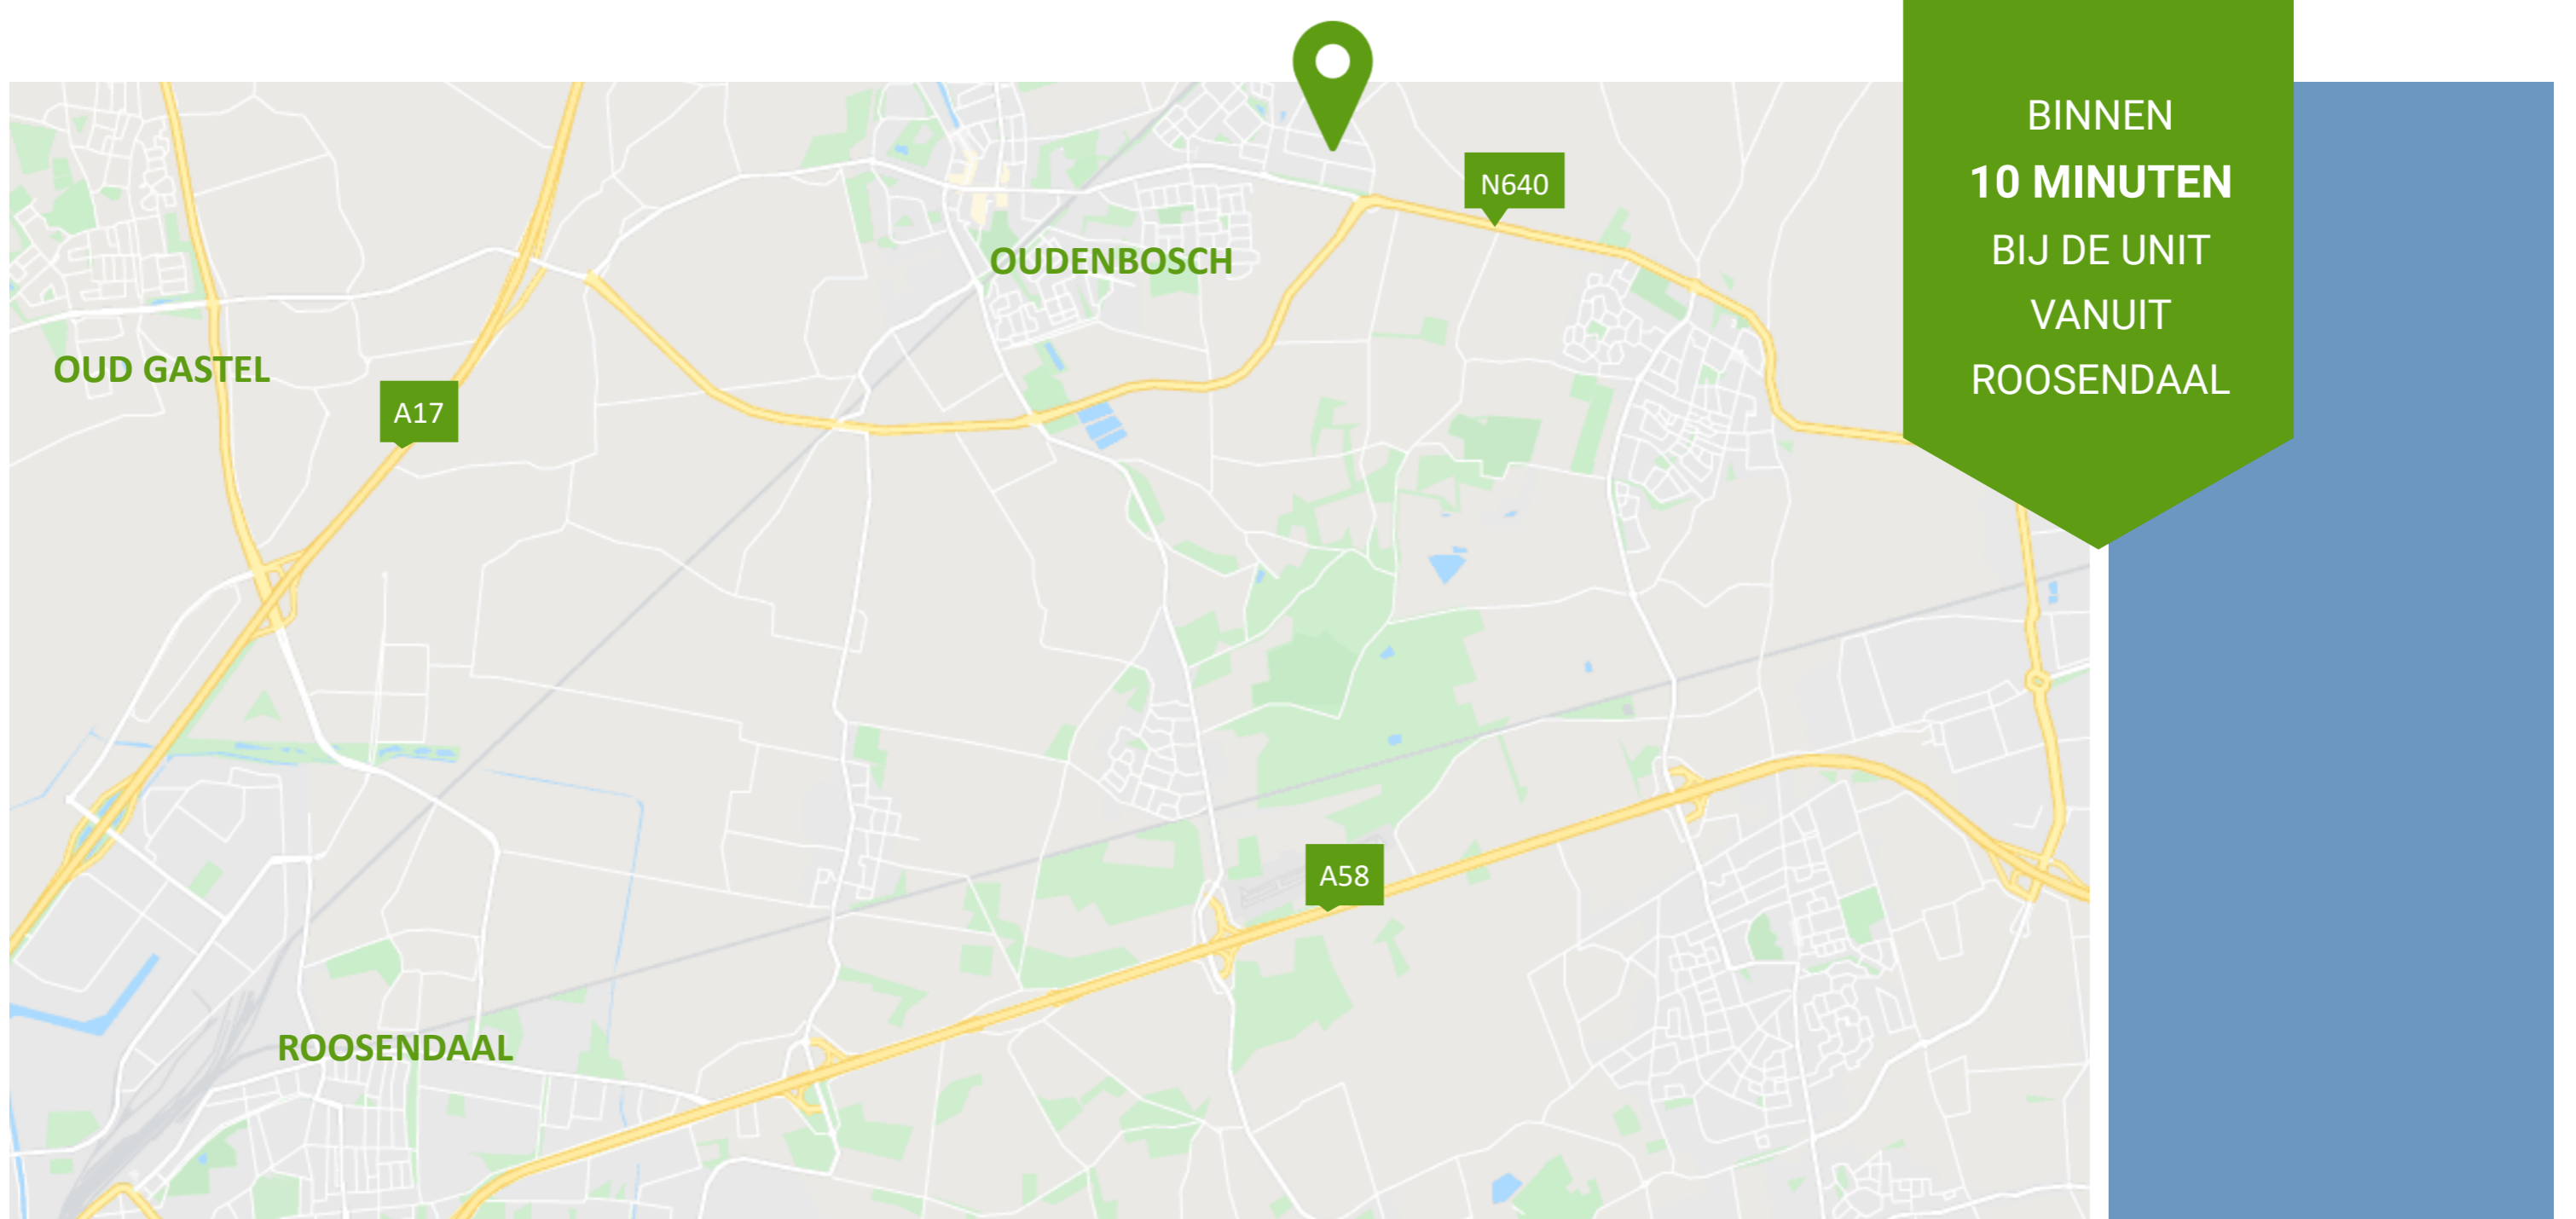 BINNEN
10 MINUTEN
BIJ DE UNIT
VANUIT
ROOSENDAAL
N640
OUDENBOSCH
OUD GASTEL
A17
A58
ROOSENDAAL